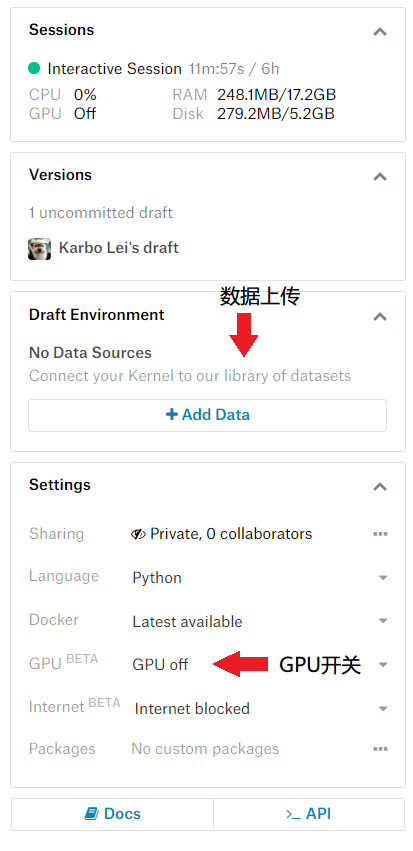 Sessions
Interactive Session 11m:57s / 6h
CPU 0% RAM 248.1MB/17.2GB
GPU Off Disk 279.2MB/5.2GB
Versions
1 uncommitted draft
Karbo Lei's draft
数据上传
Draft Environment
No Data Sources
Connect your Kernel to our library of datasets
+ Add Data
Settings
Sharing Private, 0 collaborators
Language Python
Docker Latest available
GPU BETA GPU off GPU开关
Internet BETA Internet blocked
Packages No custom packages
Docs >_ API